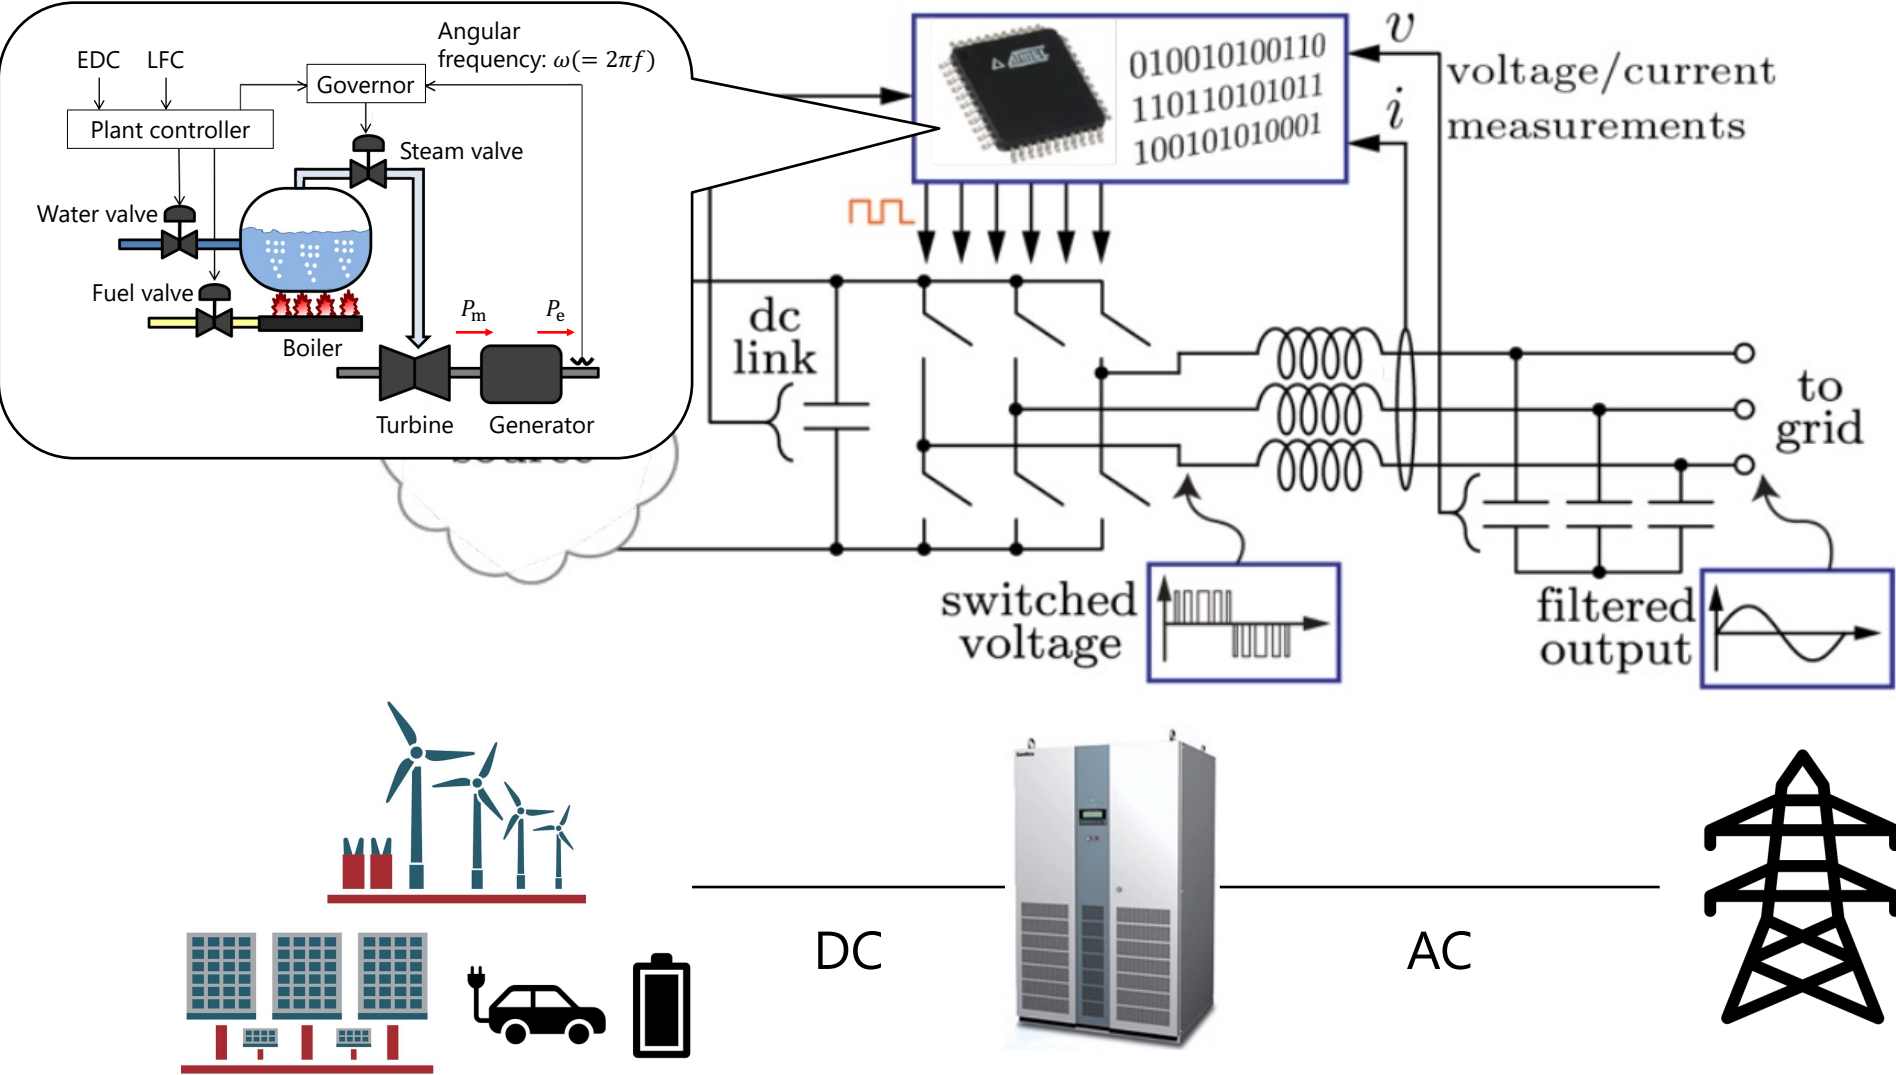 EDC
LFC
Angular
frequency: ω(= 2πf)
Governor
Plant controller
Steam valve
Water valve
Fuel valve
Boiler
Pm
Pe
Turbine
Generator
010010100110
110110101011
100101010001
v
i
voltage/current
measurements
dc
link
to
grid
switched
voltage
filtered
output
DC
AC